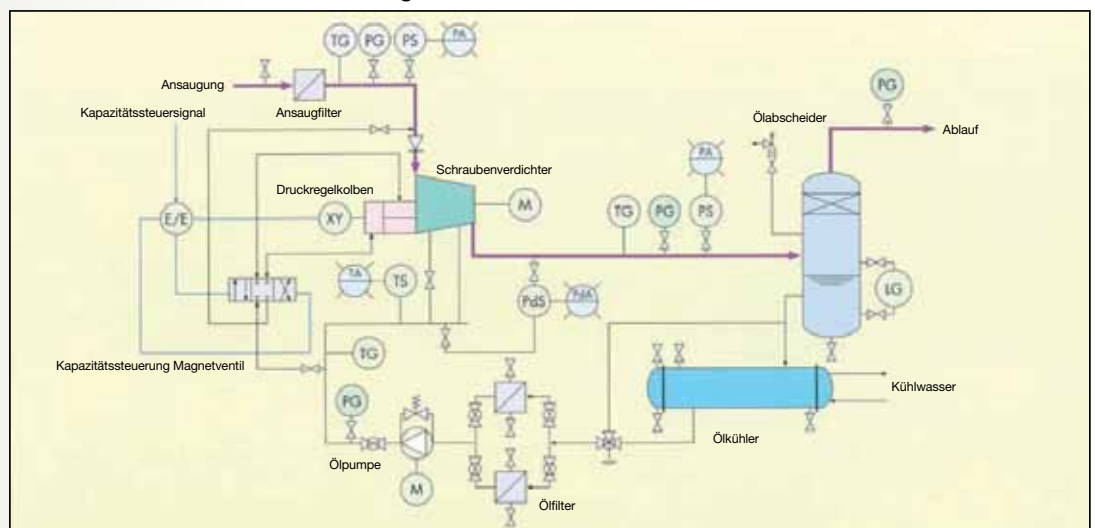 TG PG PS PA
Ansaugung
Ansaugfilter
PG
Kapazitätssteuersignal
Ölabscheider
Ablauf
PA
Schraubenverdichter
Druckregelkolben
E/E
XY
M
TG PG PS
TA
TS
PdS
PdA
LG
Kapazitätssteuerung Magnetventil
TG
Kühlwasser
PG
Ölkühler
Ölpumpe
M
Ölfilter